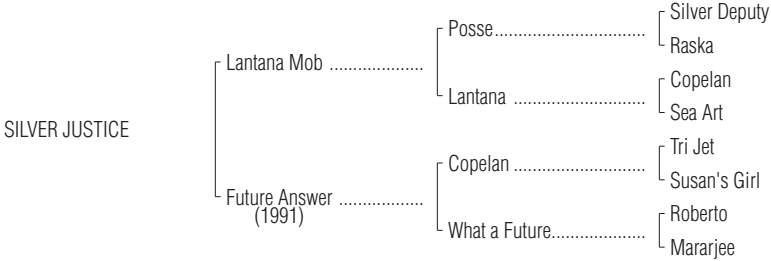 Silver Deputy
Posse..............................
Raska
Lantana Mob ...................
Copelan
Lantana ..........................
Sea Art
SILVER JUSTICE
Tri Jet
Copelan ..........................
Susan's Girl
Future Answer .................
(1991)
Roberto
What a Future...................
Mararjee